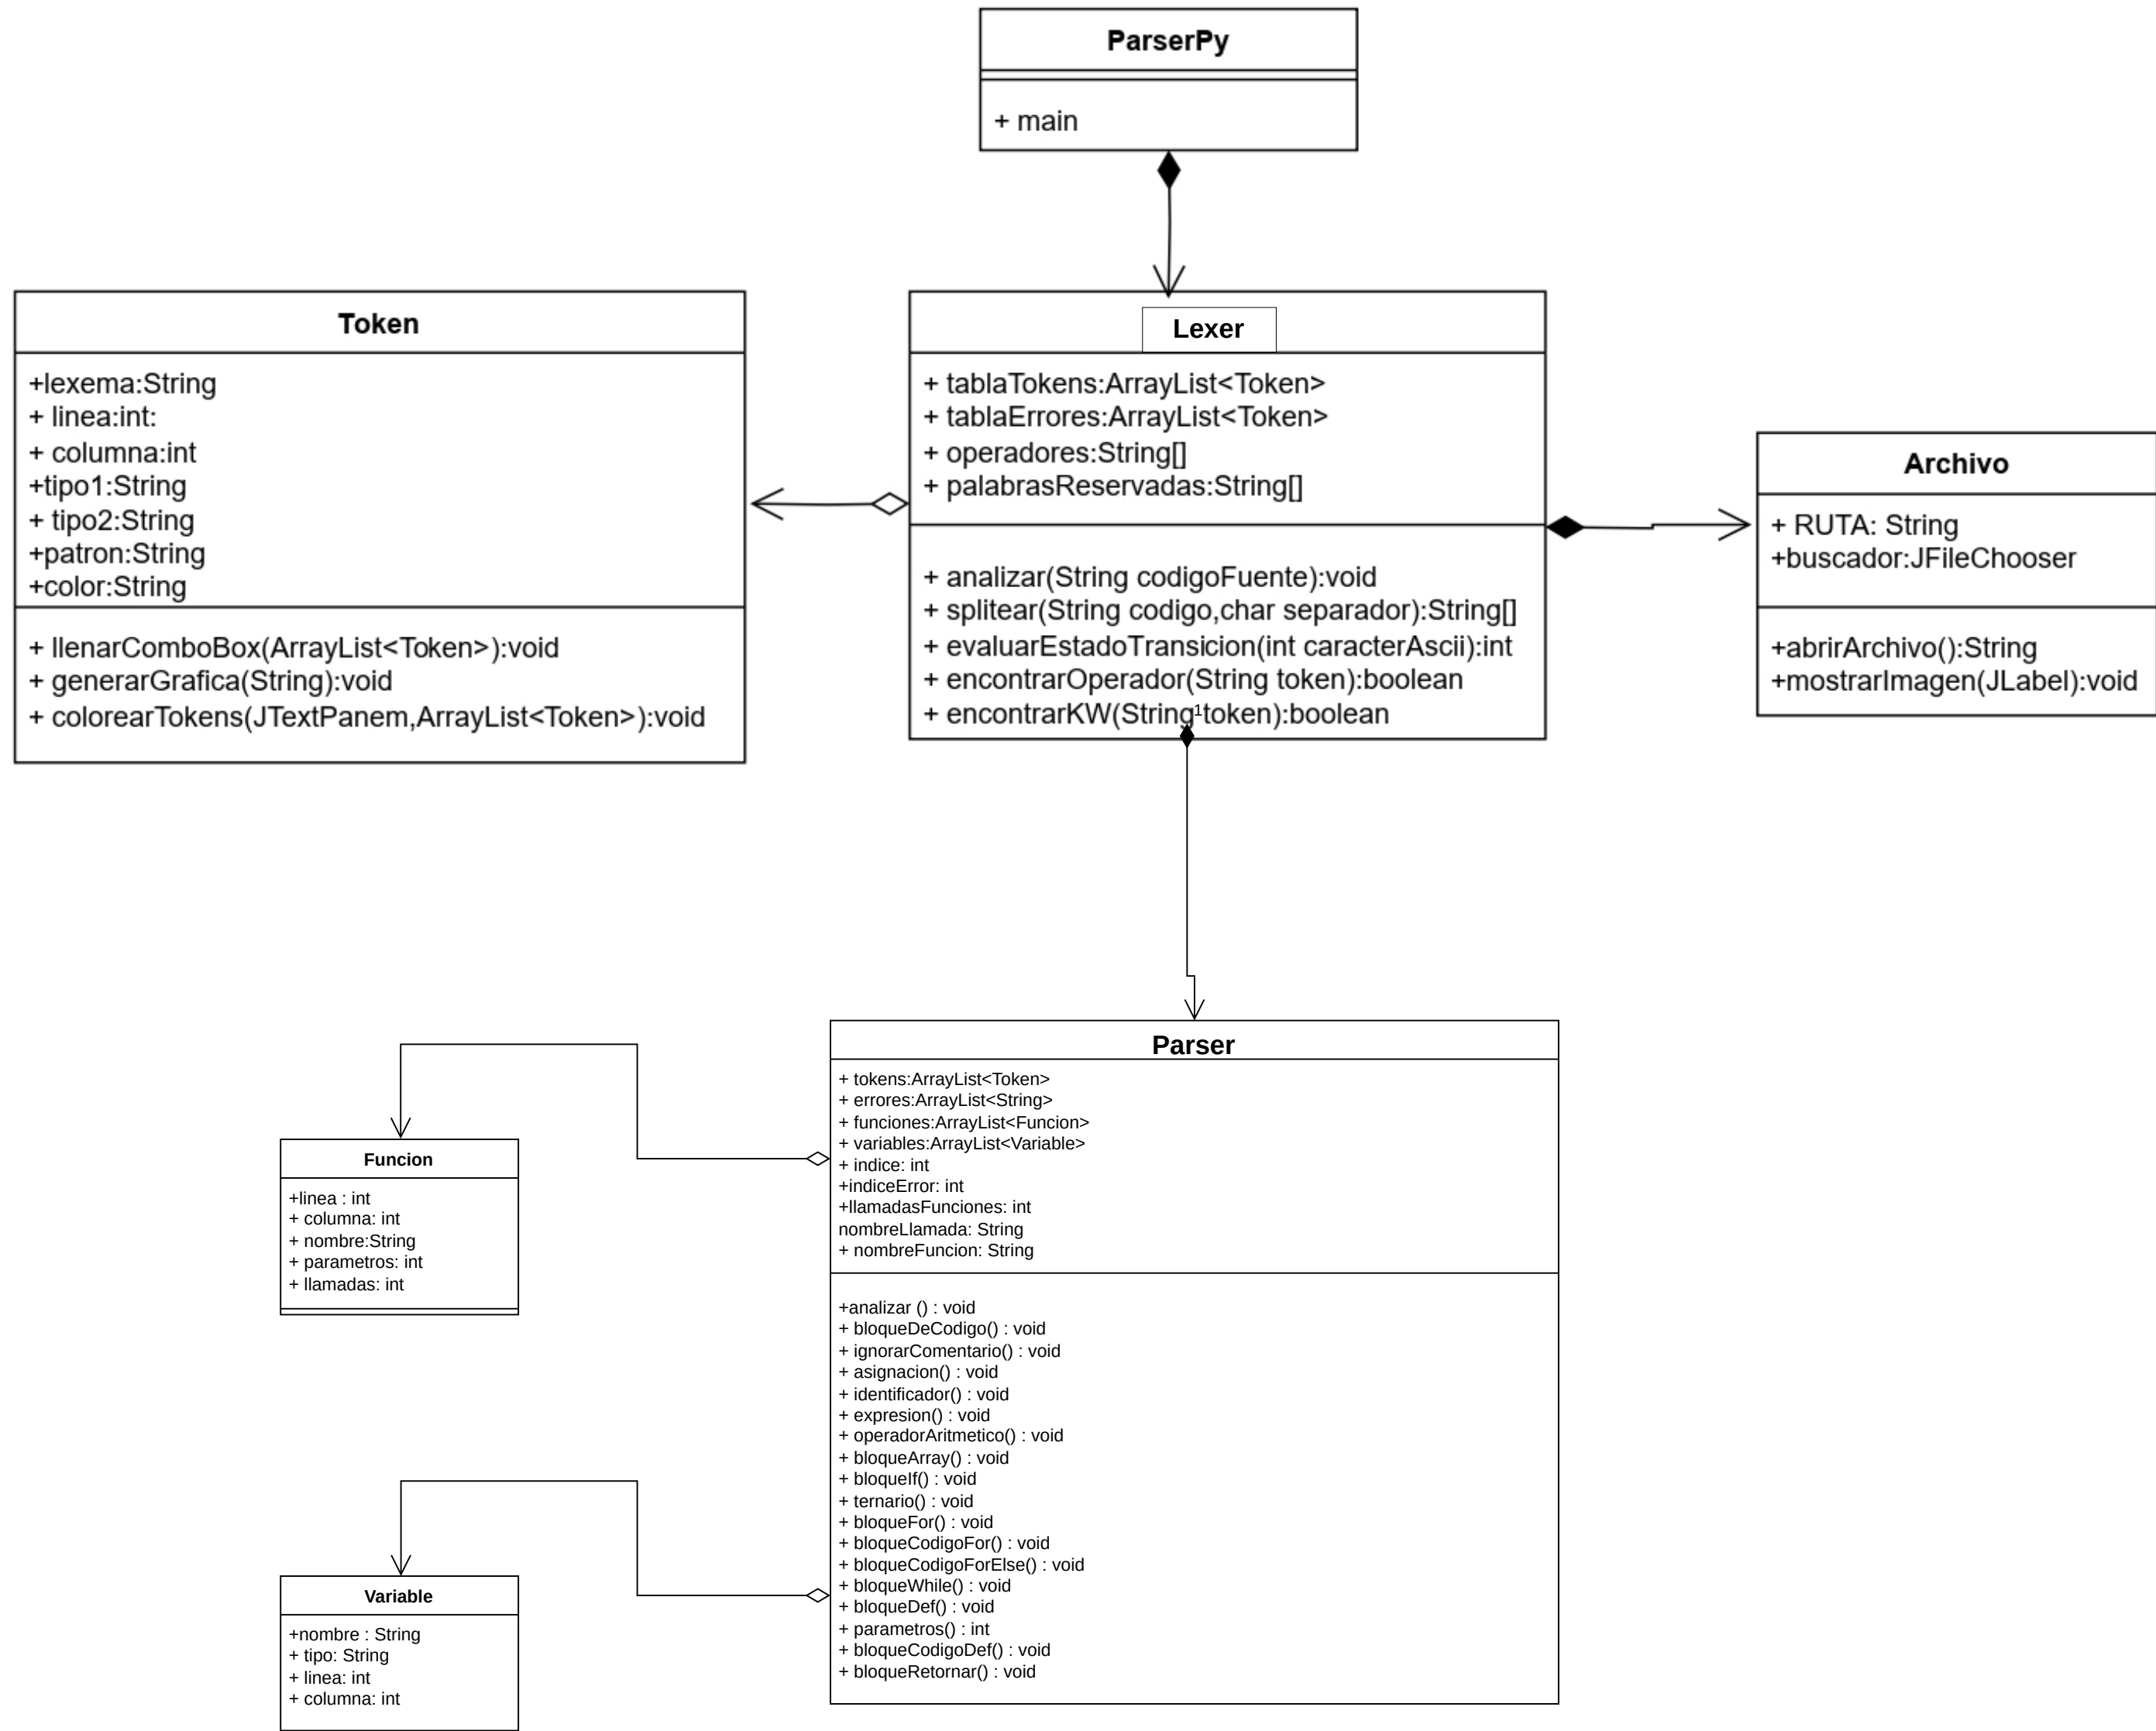 ParserPy
+ main
Token
+lexema:String
+ linea:int:
+ columna:int
+tipo1:String
+ tipo2:String
+patron:String
+color:String
+ llenarComboBox(ArrayList<Token>):void
+ generarGrafica(String):void
+ colorearTokens(JTextPanem,ArrayList<Token>):void
Lexer
+ tablaTokens:ArrayList<Token>
+ tablaErrores:ArrayList<Token>
+ operadores:String[]
+ palabrasReservadas:String[]
+ analizar(String codigoFuente):void
+ splitear(String codigo,char separador):String[]
+ evaluarEstadoTransicion(int caracterAscii):int
+ encontrarOperador(String token):boolean
+ encontrarKW(String token):boolean
1
Archivo
+ RUTA: String
+buscador:JFileChooser
+abrirArchivo():String
+mostrarImagen(JLabel):void
Parser
+ tokens:ArrayList<Token>
+ errores:ArrayList<String>
+ funciones:ArrayList<Funcion>
+ variables:ArrayList<Variable>
+ indice: int
+indiceError: int
+llamadasFunciones: int
nombreLlamada: String
+ nombreFuncion: String
+analizar () : void
+ bloqueDeCodigo() : void
+ ignorarComentario() : void
+ asignacion() : void
+ identificador() : void
+ expresion() : void
+ operadorAritmetico() : void
+ bloqueArray() : void
+ bloqueIf() : void
+ ternario() : void
+ bloqueFor() : void
+ bloqueCodigoFor() : void
+ bloqueCodigoForElse() : void
+ bloqueWhile() : void
+ bloqueDef() : void
+ parametros() : int
+ bloqueCodigoDef() : void
+ bloqueRetornar() : void
Funcion
+linea : int
+ columna: int
+ nombre:String
+ parametros: int
+ llamadas: int
Variable
+nombre : String
+ tipo: String
+ linea: int
+ columna: int